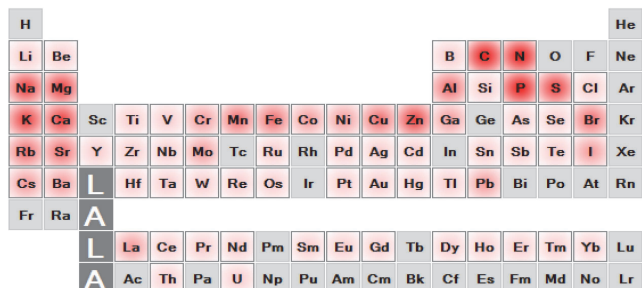 H He
Li Be B C N O F Ne
Na Mg Al Si P S Cl Ar
K Ca Sc Ti V Cr Mn Fe Co Ni Cu Zn Ga Ge As Se Br Kr
Rb Sr Y Zr Nb Mo Tc Ru Rh Pd Ag Cd In Sn Sb Te I Xe
Cs Ba L Hf Ta W Re Os Ir Pt Au Hg Tl Pb Bi Po At Rn
Fr Ra A
L La Ce Pr Nd Pm Sm Eu Gd Tb Dy Ho Er Tm Yb Lu
A Ac Th Pa U Np Pu Am Cm Bk Cf Es Fm Md No Lr